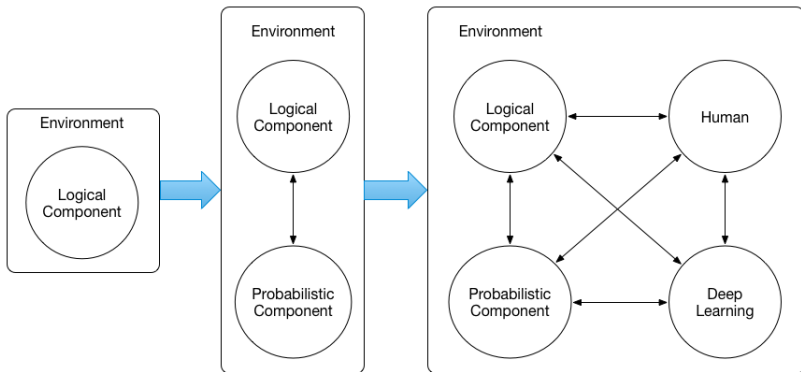 Environment
Logical
Component
Environment
Logical
Component
Probabilistic
Component
Environment
Logical
Component
Human
Probabilistic
Component
Deep
Learning